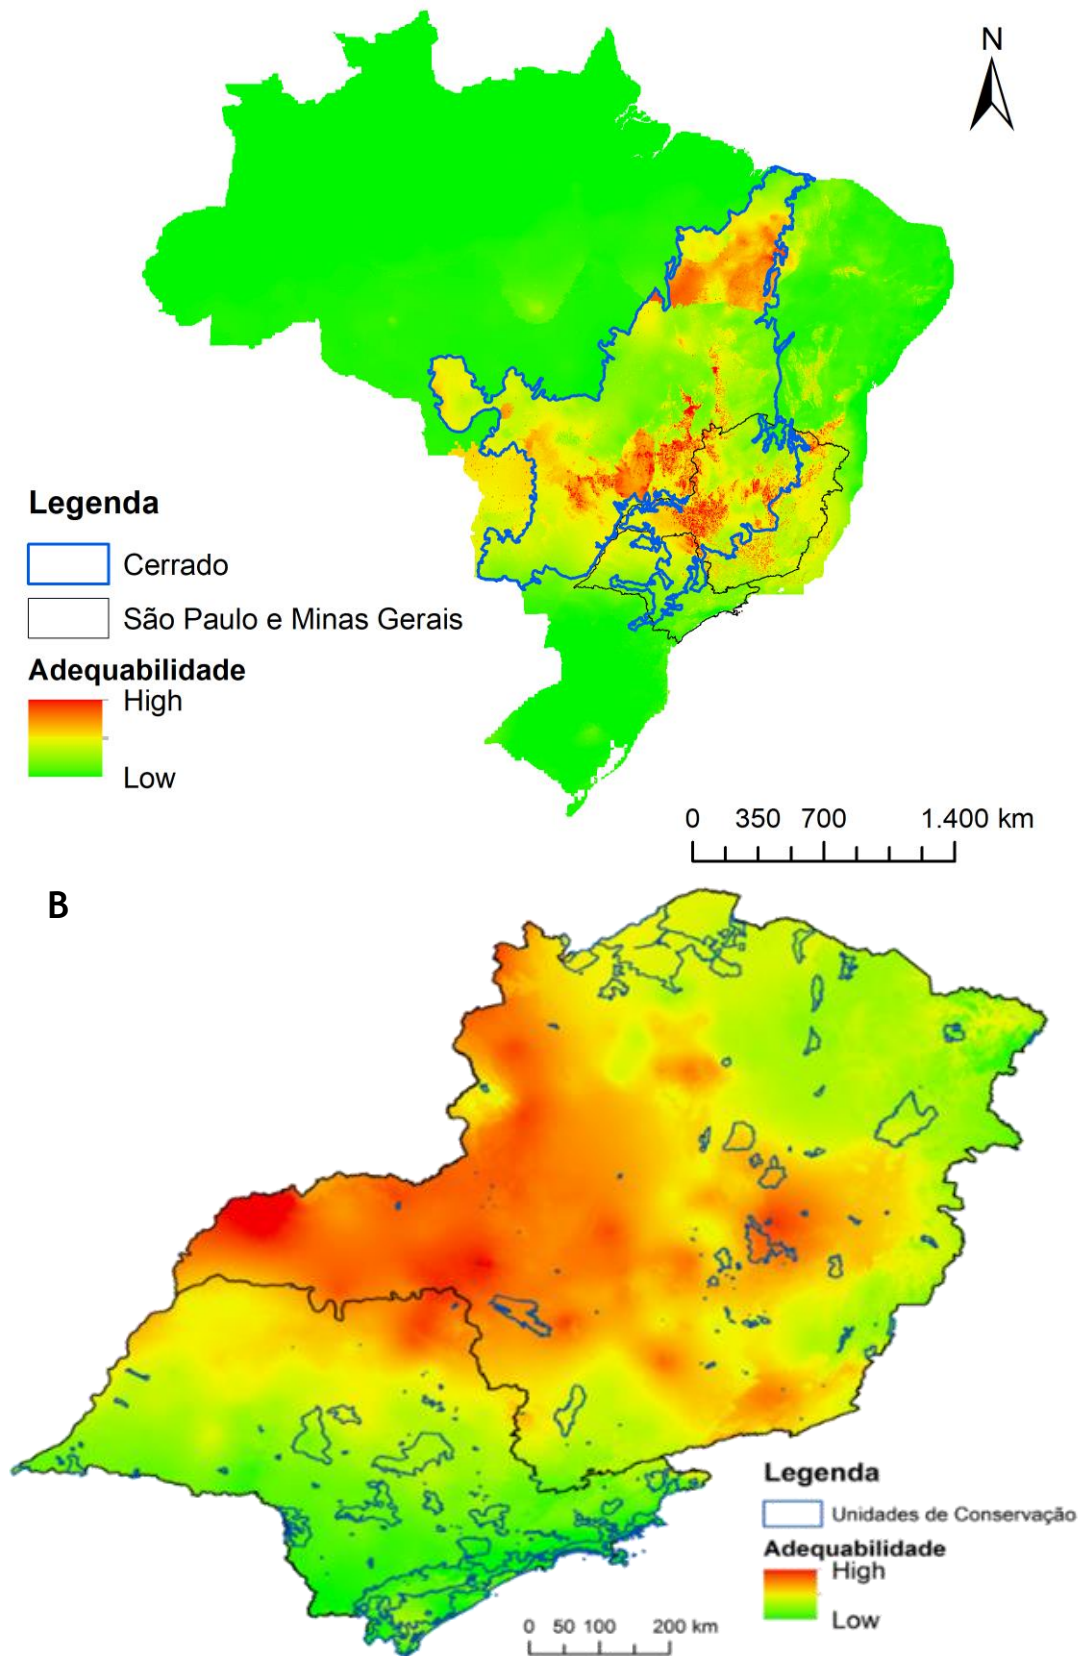 N
Legenda
Cerrado
São Paulo e Minas Gerais
Adequabilidade
High
Low
0 350 700 1.400 km
B
Legenda
Unidades de Conservação
Adequabilidade
High
Low
0 50 100 200 km